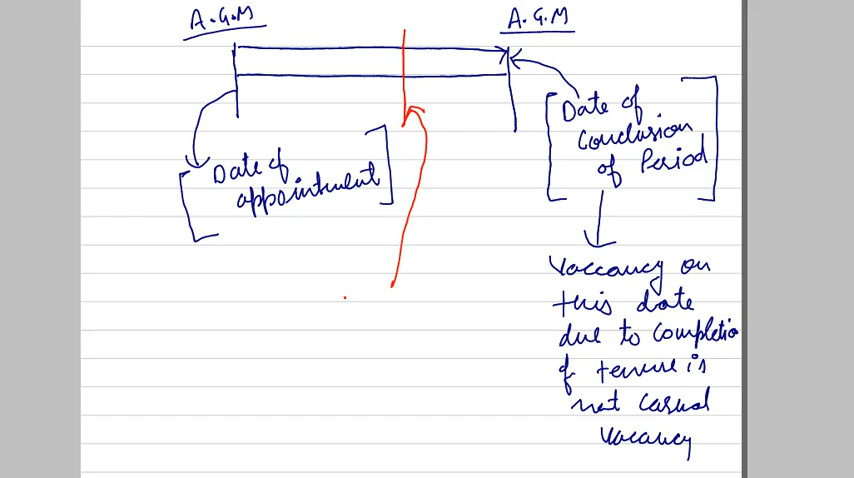 A.G.M
A.G.M
Date of
appointment
Date of
Conclusion
of Period
Vaccancy on
this date
due to completio
of tenure is
not casual
vacancy